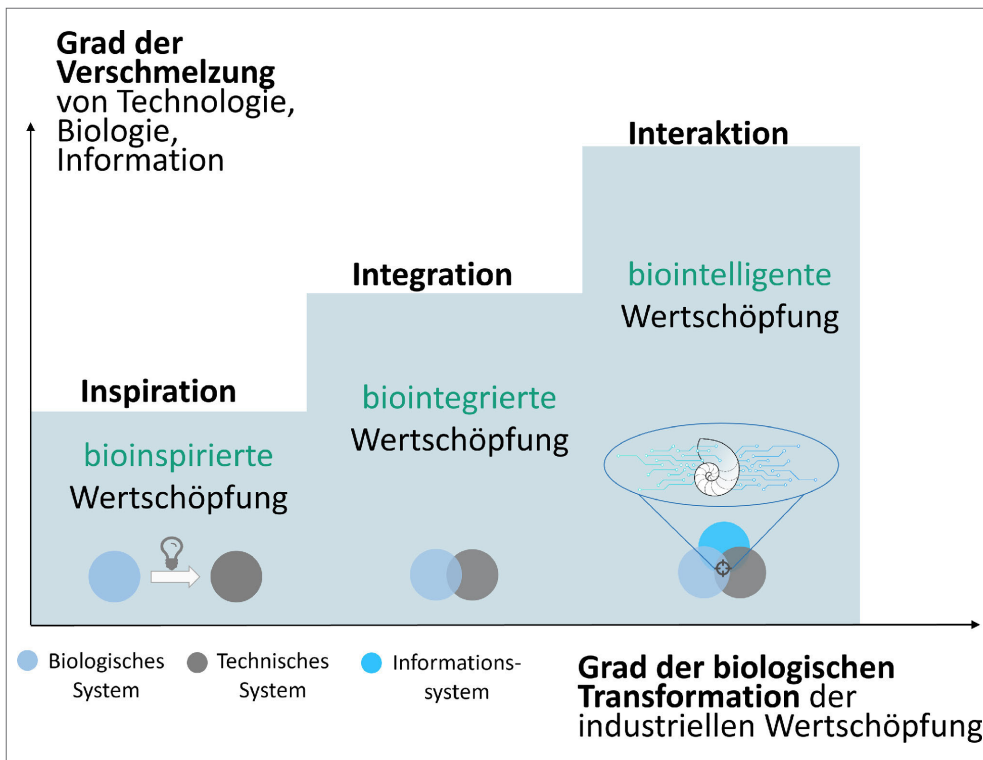 Grad der
Verschmelzung
von Technologie,
Biologie,
Information
Interaktion
Integration
Inspiration
biointelligente
Wertschöpfung
biointegrierte
Wertschöpfung
bioinspirierte
Wertschöpfung
Biologisches
System
Technisches
System
Informations-
system
Grad der biologischen
Transformation der
industriellen Wertschöpfung